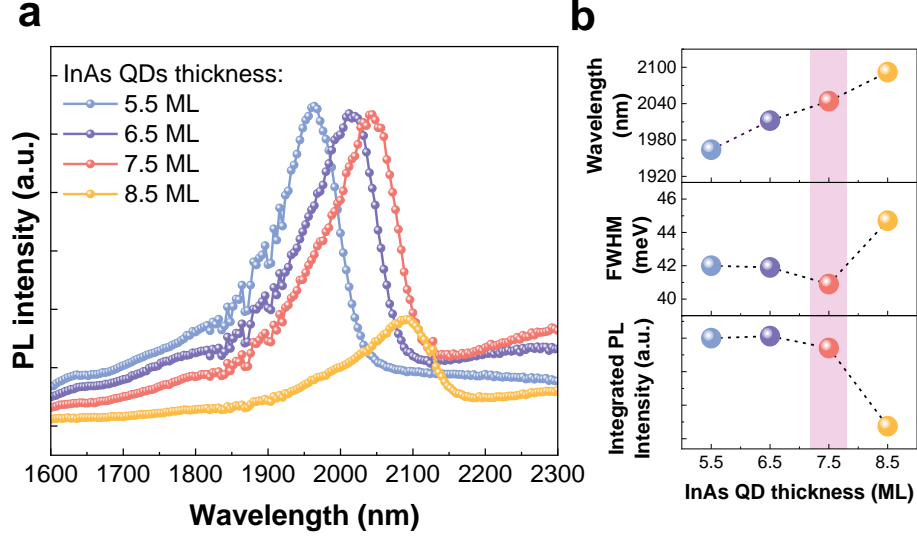 a
InAs QDs thickness:
5.5 ML
6.5 ML
7.5 ML
8.5 ML
PL intensity (a.u.)
1600 1700 1800 1900 2000 2100 2200 2300
Wavelength (nm)
b
2100
2040
1980
1920
Wavelength
(nm)
46
44
42
40
FWHM
(meV)
Integrated PL
Intensity (a.u.)
5.5 6.5 7.5 8.5
InAs QD thickness (ML)